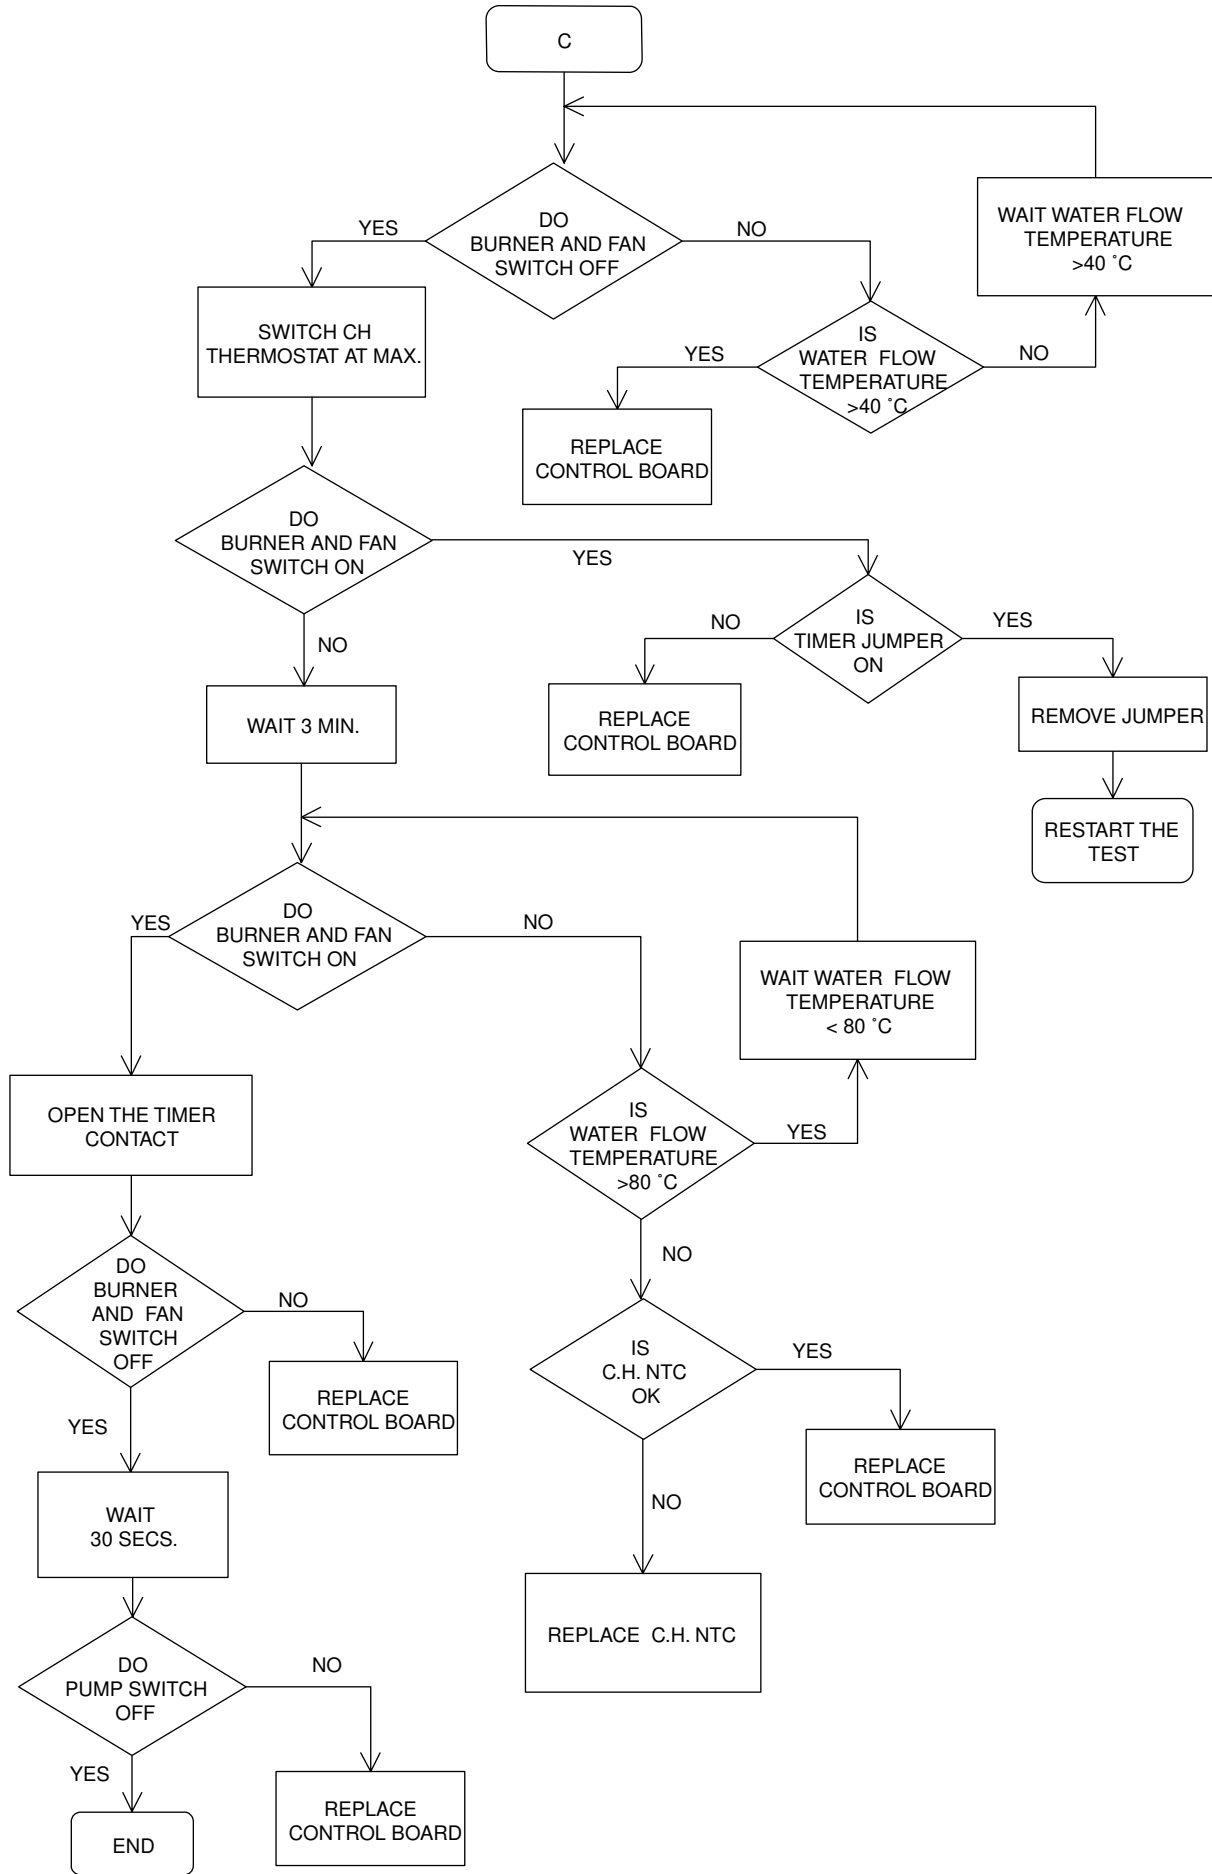 C
DO
BURNER AND FAN
SWITCH OFF
YES
NO
WAIT WATER FLOW
TEMPERATURE
>40 ˚C
SWITCH CH
THERMOSTAT AT MAX.
IS
WATER FLOW
TEMPERATURE
>40 ˚C
YES
NO
REPLACE
CONTROL BOARD
DO
BURNER AND FAN
SWITCH ON
YES
NO
IS
TIMER JUMPER
ON
NO
YES
WAIT 3 MIN.
REPLACE
CONTROL BOARD
REMOVE JUMPER
RESTART THE
TEST
DO
BURNER AND FAN
SWITCH ON
YES
NO
WAIT WATER FLOW
TEMPERATURE
< 80 ˚C
OPEN THE TIMER
CONTACT
IS
WATER FLOW
TEMPERATURE
>80 ˚C
YES
NO
DO
BURNER
AND FAN
SWITCH
OFF
NO
YES
REPLACE
CONTROL BOARD
IS
C.H. NTC
OK
YES
NO
REPLACE
CONTROL BOARD
WAIT
30 SECS.
REPLACE C.H. NTC
DO
PUMP SWITCH
OFF
NO
YES
REPLACE
CONTROL BOARD
END